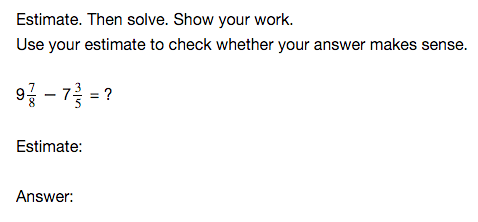 Estimate. Then solve. Show your work.
Use your estimate to check whether your answer makes sense.
9 7/8 – 7 3/5 = ?
Estimate:
Answer: